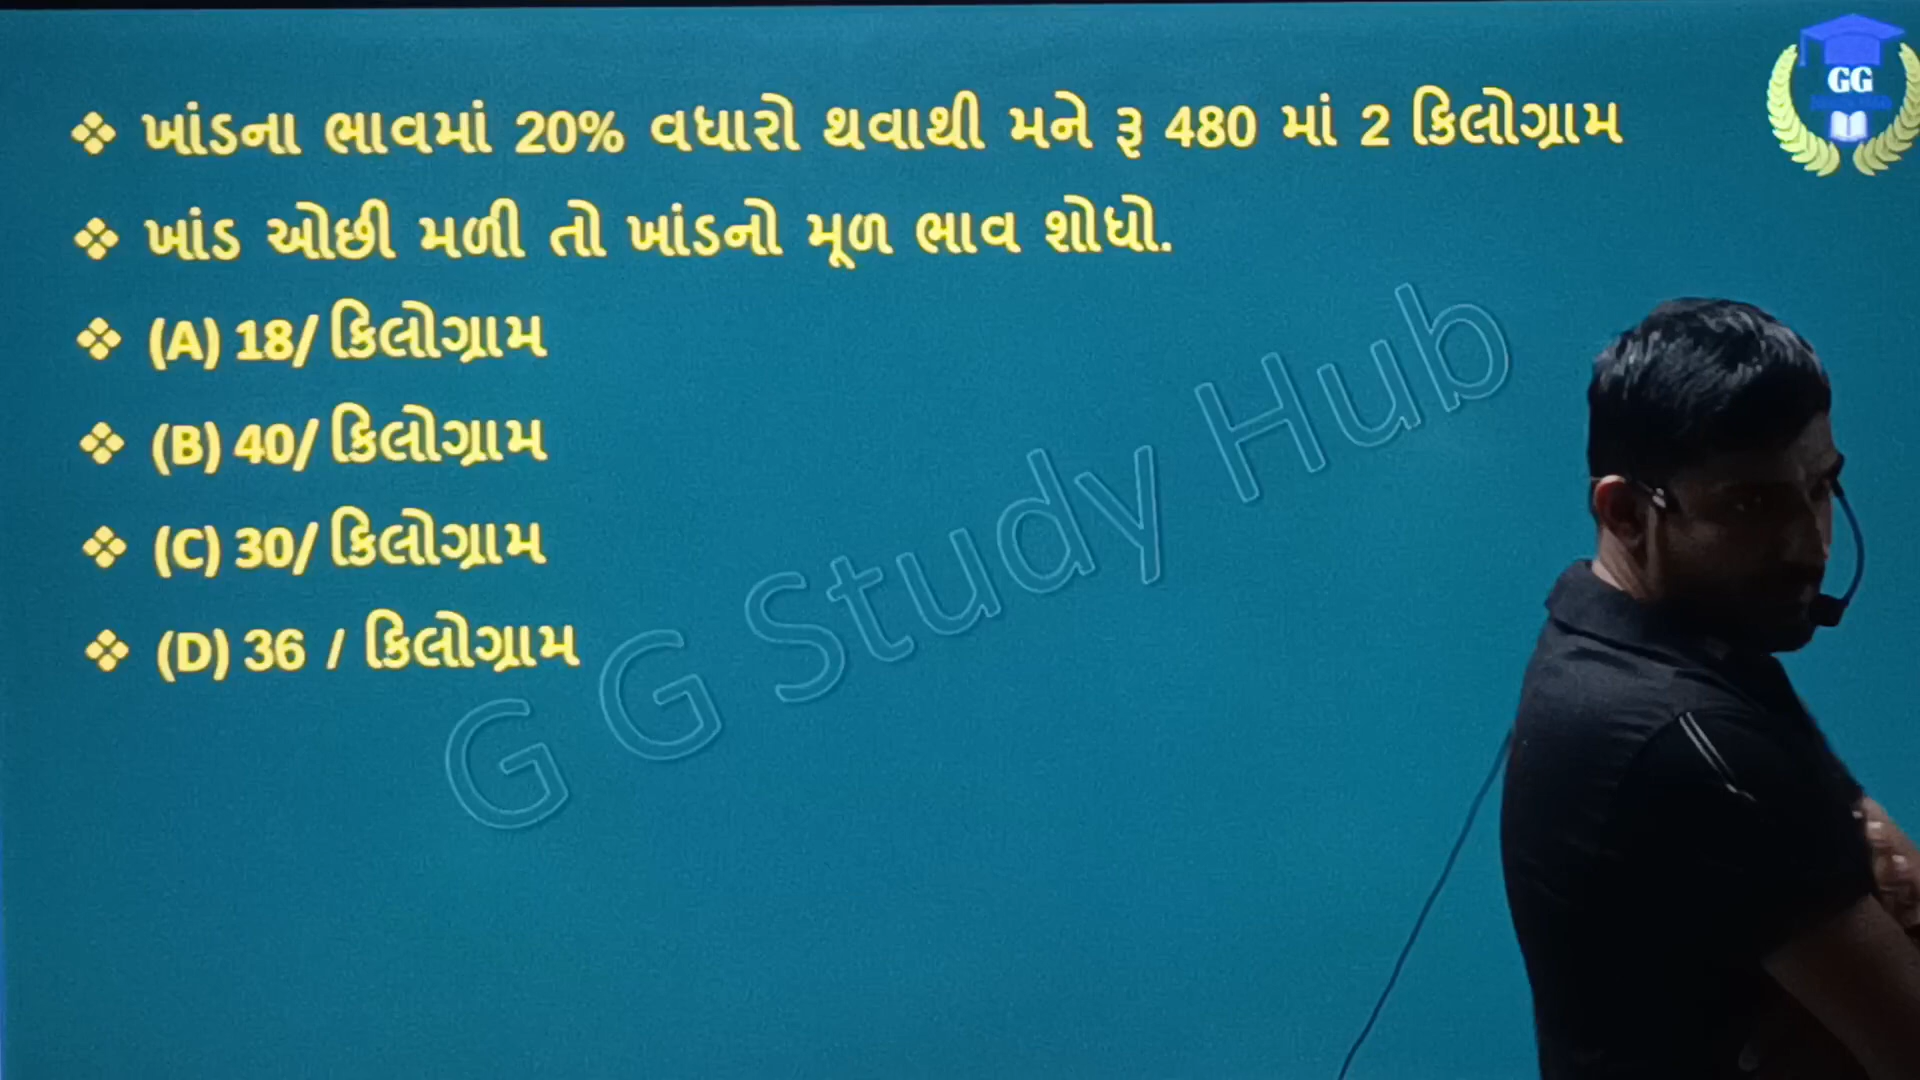 GG
❖ ખાંડના ભાવમાં 20% વધારો થવાથી મને રૂ 480 માં 2 કિલોગ્રામ
❖ ખાંડ ઓછી મળી તો ખાંડનો મૂળ ભાવ શોધો.
❖ (A) 18/ કિલોગ્રામ
❖ (B) 40/ કિલોગ્રામ
❖ (C) 30/ કિલોગ્રામ
❖ (D) 36 / કિલોગ્રામ
G G Study Hub